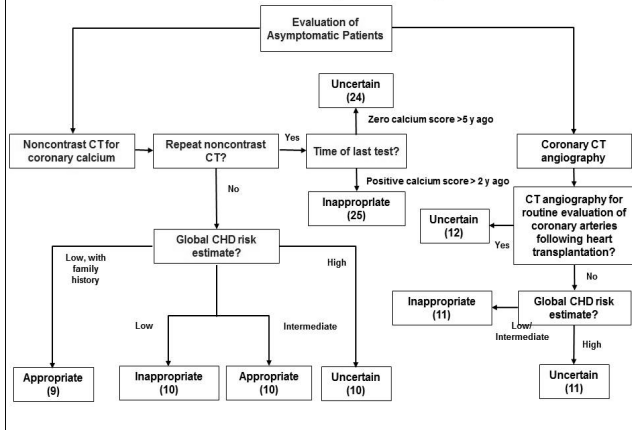 Evaluation of
Asymptomatic Patients
Uncertain
(24)
Zero calcium score >5 y ago
Noncontrast CT for
coronary calcium
Repeat noncontrast
CT?
Yes
Time of last test?
Coronary CT
angiography
Positive calcium score > 2 y ago
No
Inappropriate
(25)
Uncertain
(12)
Yes
CT angiography for
routine evaluation of
coronary arteries
following heart
transplantation?
Global CHD risk
estimate?
Low, with
family
history
High
No
Inappropriate
(11)
Low/
Intermediate
Global CHD risk
estimate?
Low
Intermediate
High
Appropriate
(9)
Inappropriate
(10)
Appropriate
(10)
Uncertain
(10)
Uncertain
(11)